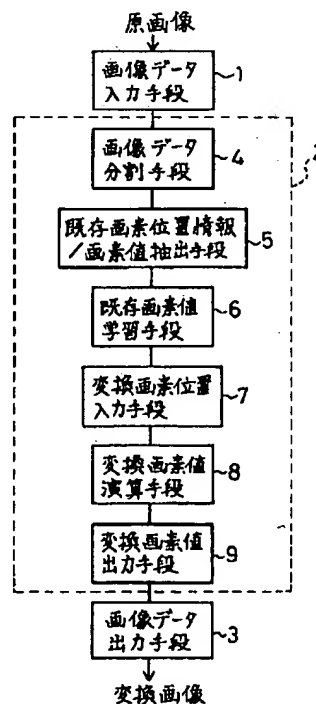 原画像
画像データ
入力手段
1
2
画像データ
分割手段
4
既存画素位置情報
/画素値抽出手段
5
既存画素値
学習手段
6
変換画素位置
入力手段
7
変換画素値
演算手段
8
変換画素値
出力手段
9
画像データ
出力手段
3
変換画像